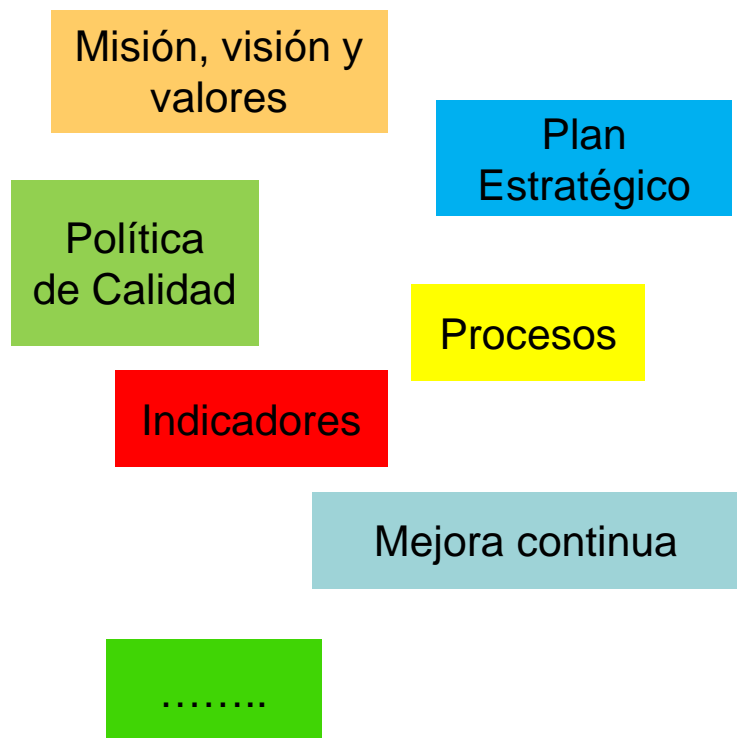 Misión, visión y
valores
Plan
Estratégico
Política
de Calidad
Procesos
Indicadores
Mejora continua
……..